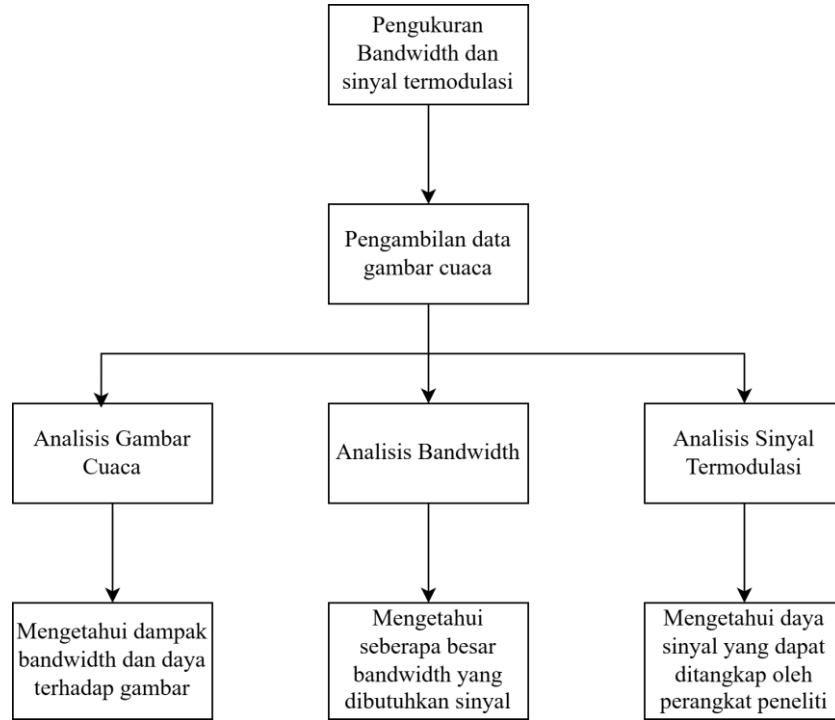 Pengukuran
Bandwidth dan
sinyal termodulasi
Pengambilan data
gambar cuaca
Analisis Gambar
Cuaca
Analisis Bandwidth
Analisis Sinyal
Termodulasi
Mengetahui dampak
bandwidth dan daya
terhadap gambar
Mengetahui
seberapa besar
bandwidth yang
dibutuhkan sinyal
Mengetahui daya
sinyal yang dapat
ditangkap oleh
perangkat peneliti